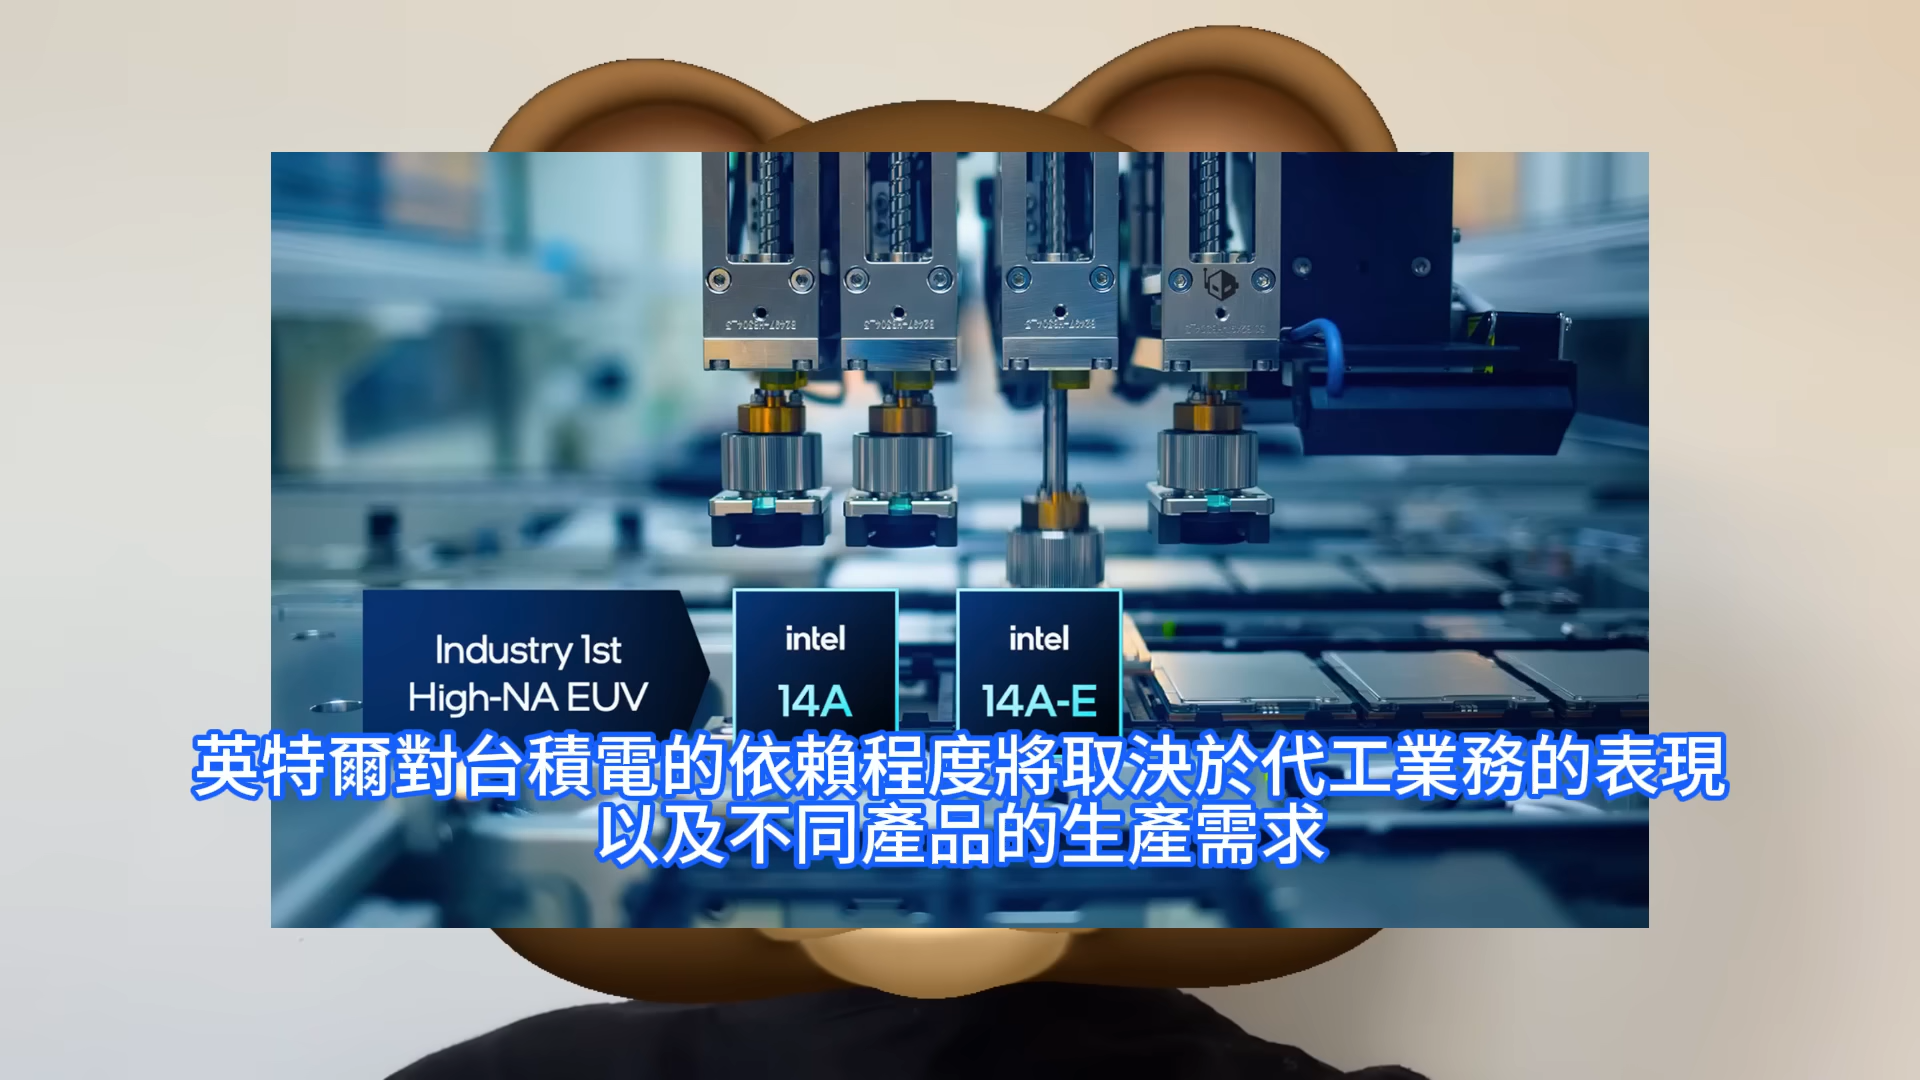 Industry 1st
High-NA EUV
intel
14A
intel
14A-E
英特爾對台積電的依賴程度將取決於代工業務的表現
以及不同產品的生產需求